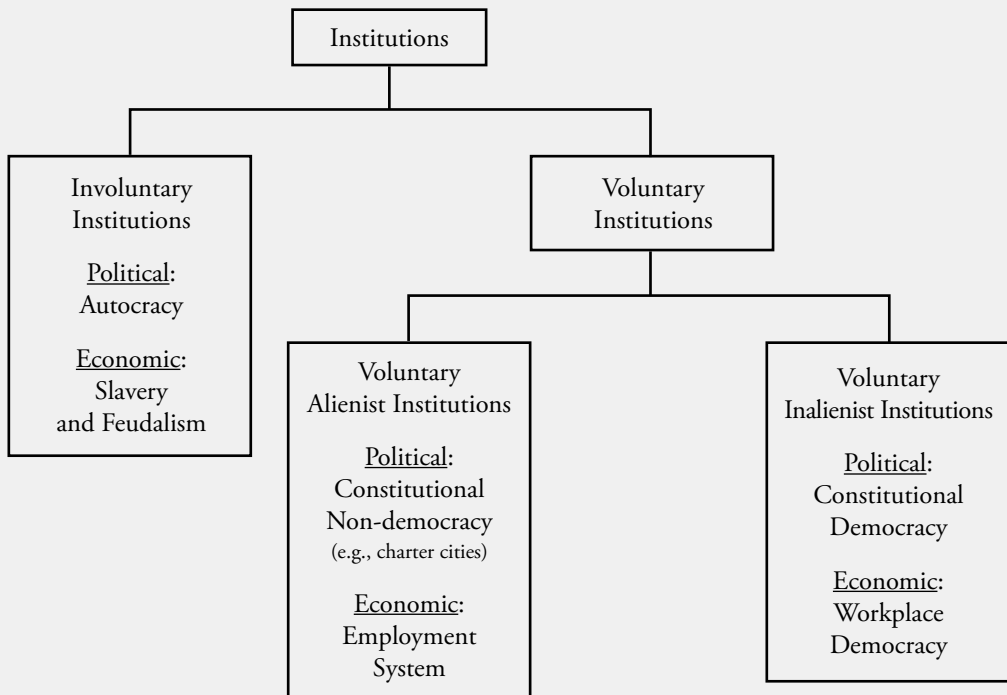 Institutions
Involuntary
Institutions
Political:
Autocracy
Economic:
Slavery
and Feudalism
Voluntary
Institutions
Voluntary
Alienist Institutions
Political:
Constitutional
Non-democracy
(e.g., charter cities)
Economic:
Employment
System
Voluntary
Inalienist Institutions
Political:
Constitutional
Democracy
Economic:
Workplace
Democracy